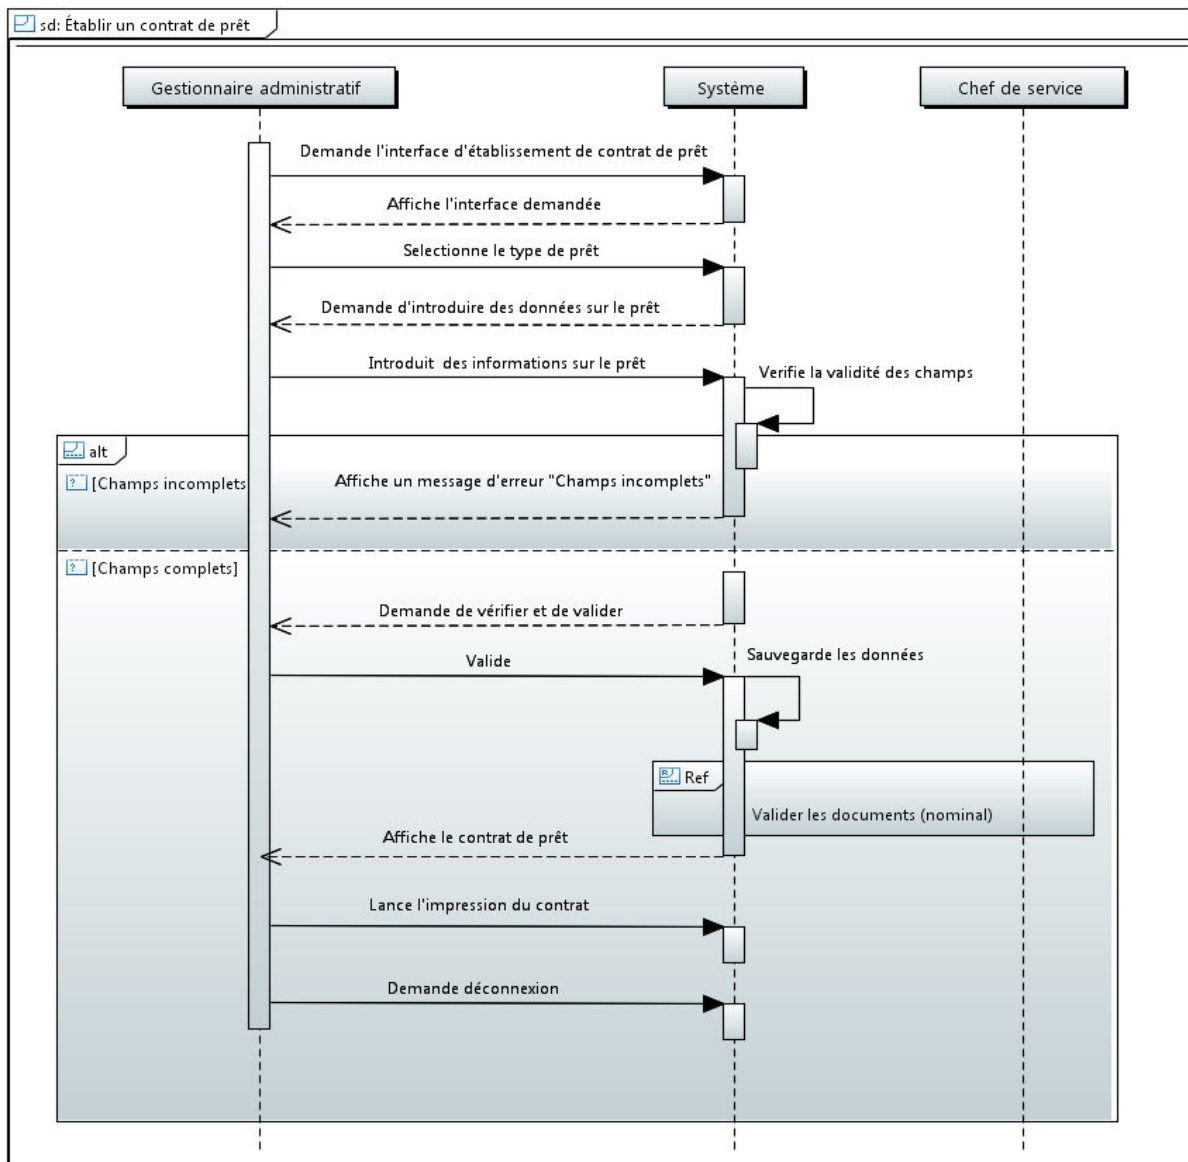 sd: Établir un contrat de prêt
Gestionnaire administratif
Système
Chef de service
Demande l'interface d'établissement de contrat de prêt
Affiche l'interface demandée
Selectionne le type de prêt
Demande d'introduire des données sur le prêt
Introduit des informations sur le prêt
Verifie la validité des champs
alt
[Champs incomplets
Affiche un message d'erreur "Champs incomplets"
[Champs complets]
Demande de vérifier et de valider
Valide
Sauvegarde les données
Ref
Valider les documents (nominal)
Affiche le contrat de prêt
Lance l'impression du contrat
Demande déconnexion